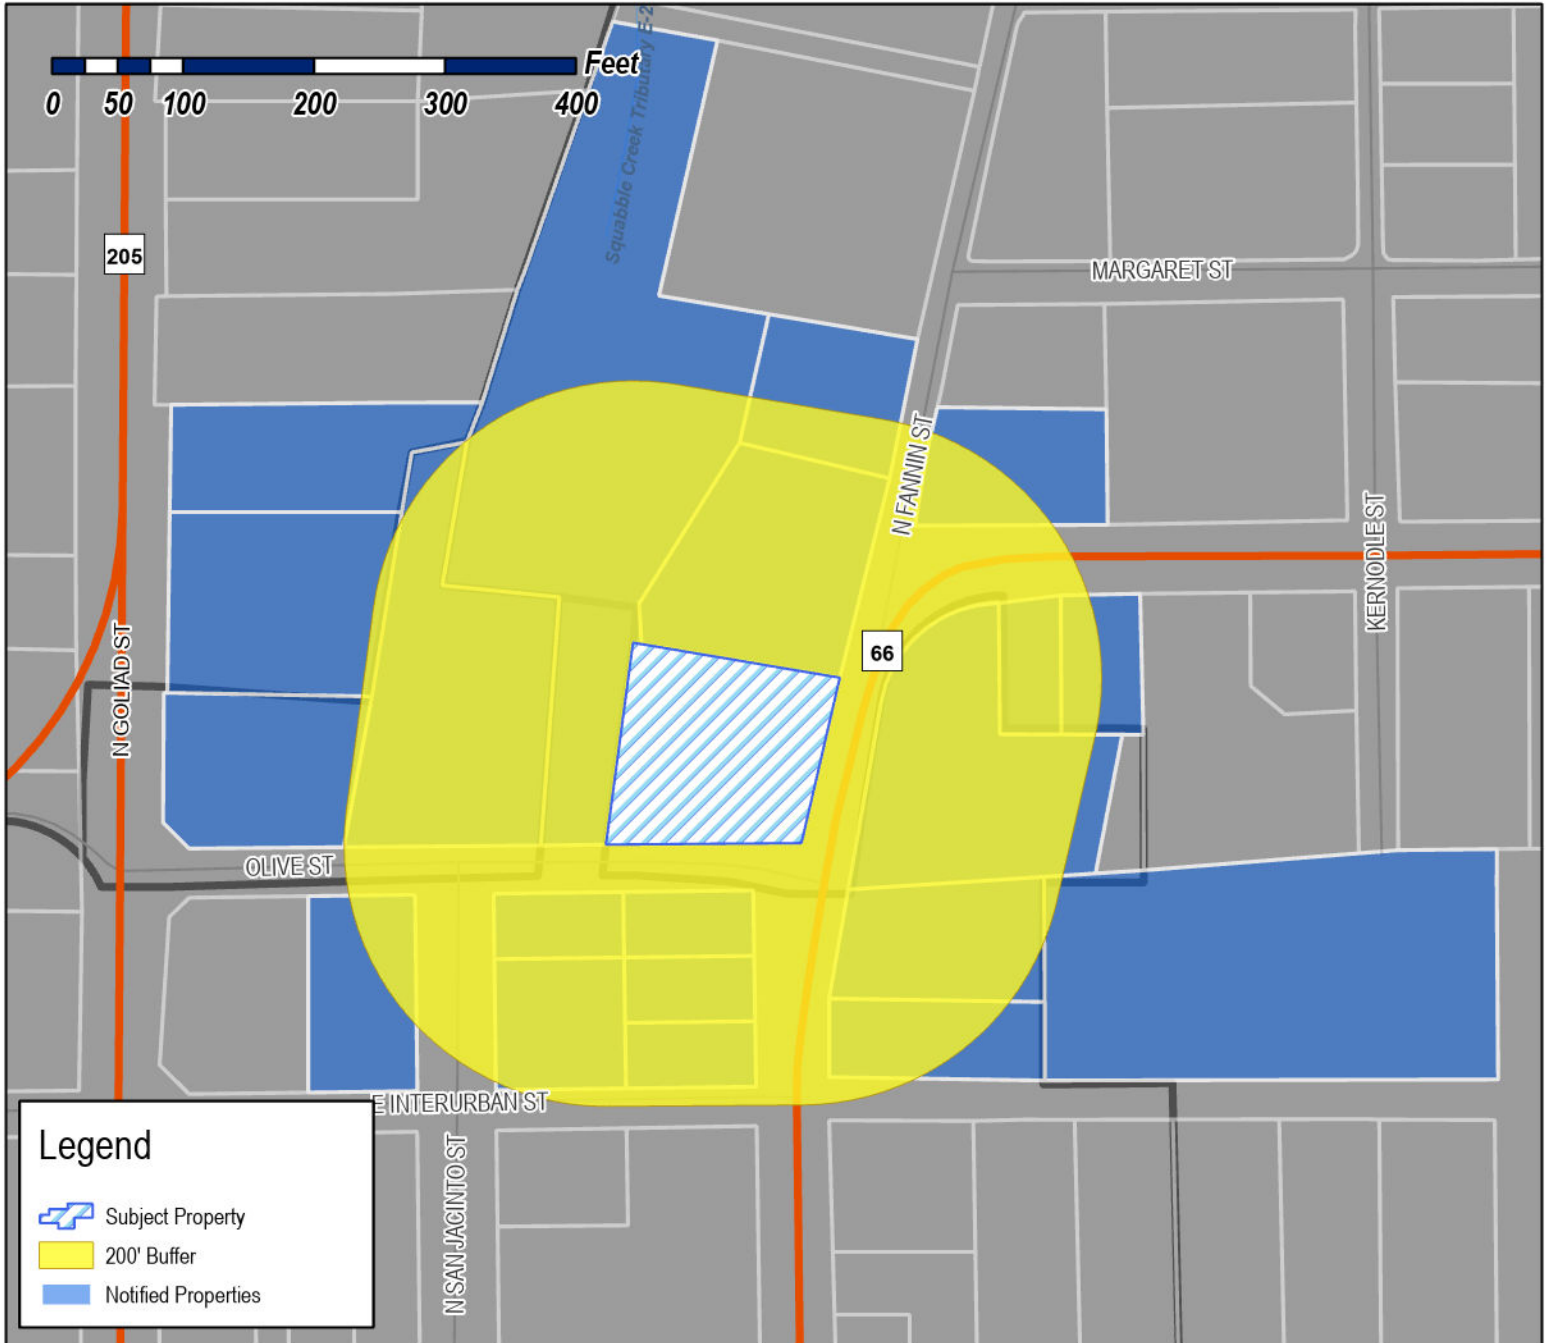 Feet
0 50 100 200 300 400
Squabble Creek Tributary E-2
205
MARGARET ST
N FANNIN ST
KERNODLE ST
66
N GOLIAD ST
OLIVE ST
E INTERURBAN ST
N SAN JACINTO ST
Legend
Subject Property
200' Buffer
Notified Properties